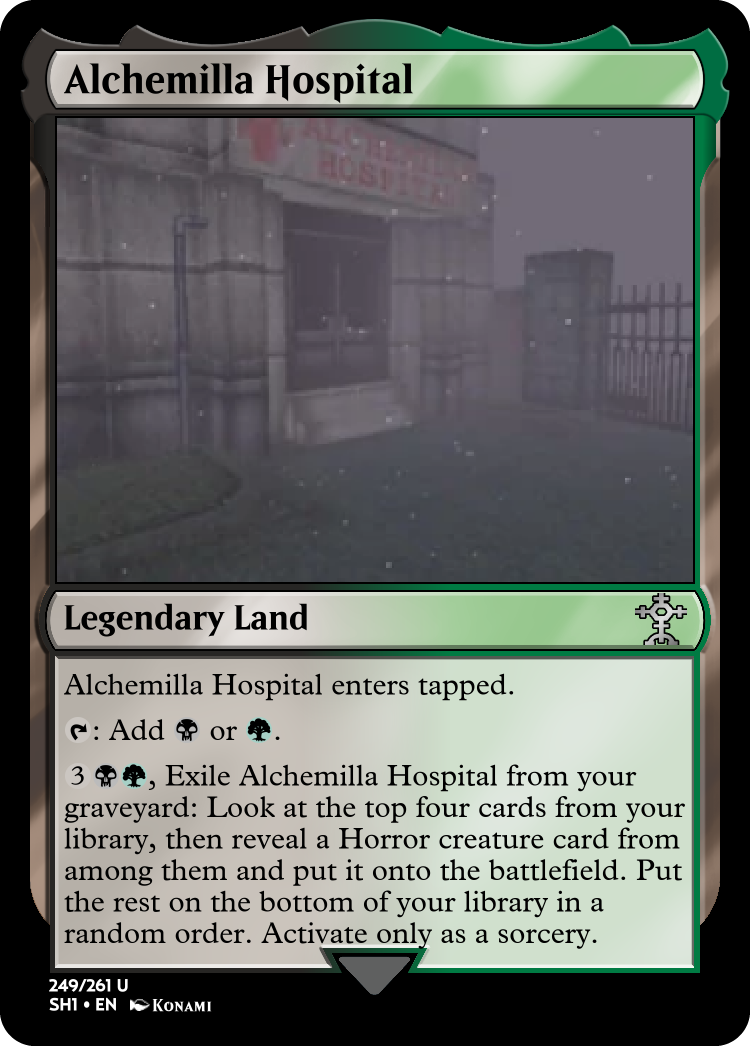 Alchemilla Hospital
ALCHEMILLA
HOSPITAL
Legendary Land
Alchemilla Hospital enters tapped.
: Add or .
3 , Exile Alchemilla Hospital from your
graveyard: Look at the top four cards from your
library, then reveal a Horror creature card from
among them and put it onto the battlefield. Put
the rest on the bottom of your library in a
random order. Activate only as a sorcery.
249/261 U
SH1 • EN KONAMI